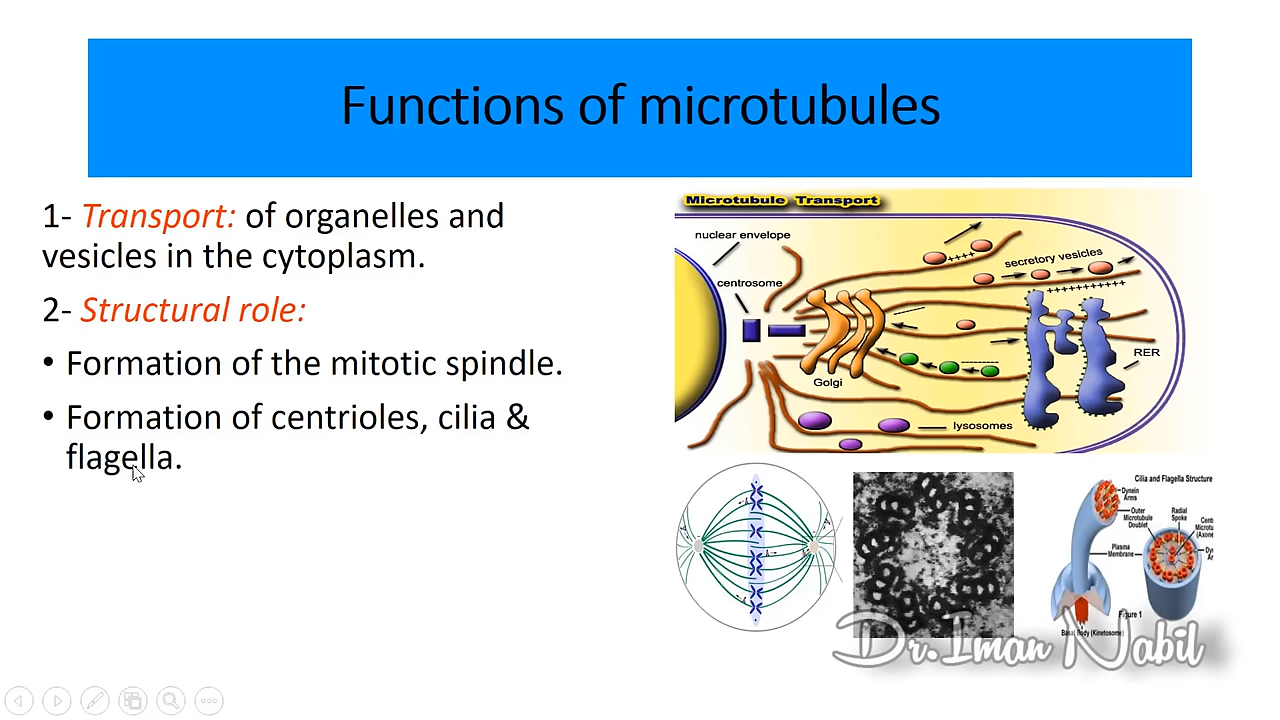 Functions of microtubules
1- Transport: of organelles and
vesicles in the cytoplasm.
2- Structural role:
• Formation of the mitotic spindle.
• Formation of centrioles, cilia &
flagella.
Microtubule Transport
nuclear envelope
centrosome
secretory vesicles
++++
++++++++++
Golgi
---------
RER
lysosomes
Cilia and Flagella Structure
Dynein
Arms
Outer
Microtubule
Doublet
Radial
Spoke
Plasma
Membrane
Figure 1
Basal Body (Kinetosome)
Dr.Iman Nabil